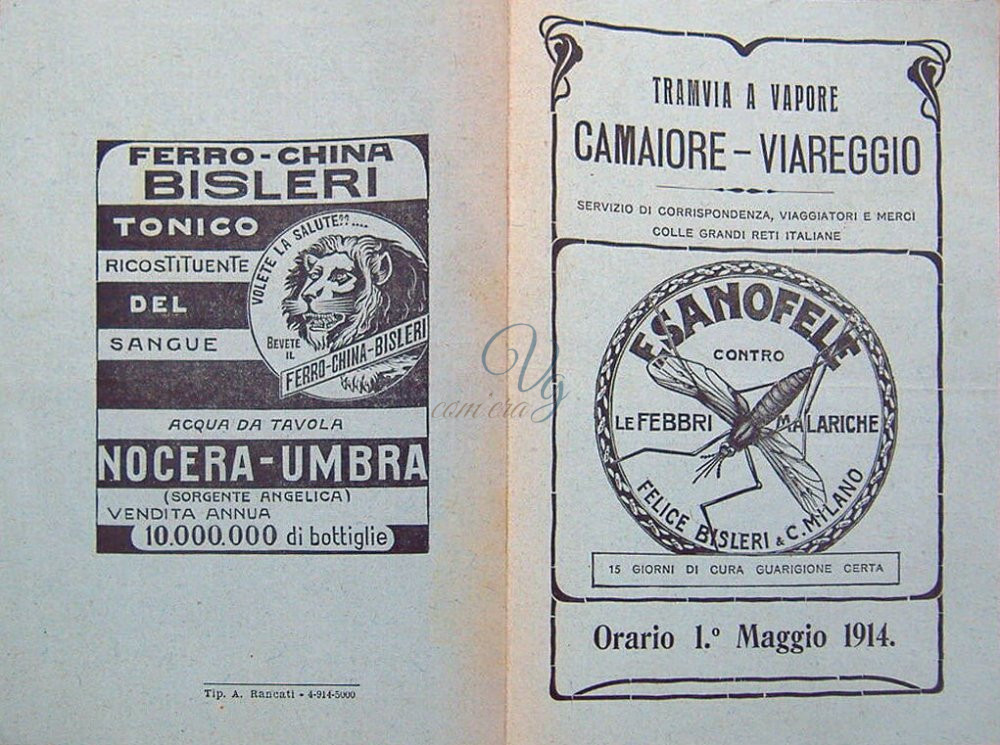 FERRO-CHINA
BISLERI
TONICO
RICOSTITUENTE
DEL
SANGUE
VOLETE LA SALUTE??....
BEVETE
IL
FERRO-CHINA-BISLERI
ACQUA DA TAVOLA
NOCERA-UMBRA
(SORGENTE ANGELICA)
VENDITA ANNUA
10.000.000 di bottiglie
Tip. A. Rancati - 4-914-5000
TRAMVIA A VAPORE
CAMAIORE - VIAREGGIO
SERVIZIO DI CORRISPONDENZA, VIAGGIATORI E MERCI
COLLE GRANDI RETI ITALIANE
"ESANOFELE
CONTRO
LE FEBBRI MALARICHE
FELICE BISLERI & C. MILANO
15 GIORNI DI CURA GUARIGIONE CERTA
Orario 1.º Maggio 1914.
Vg
com'era